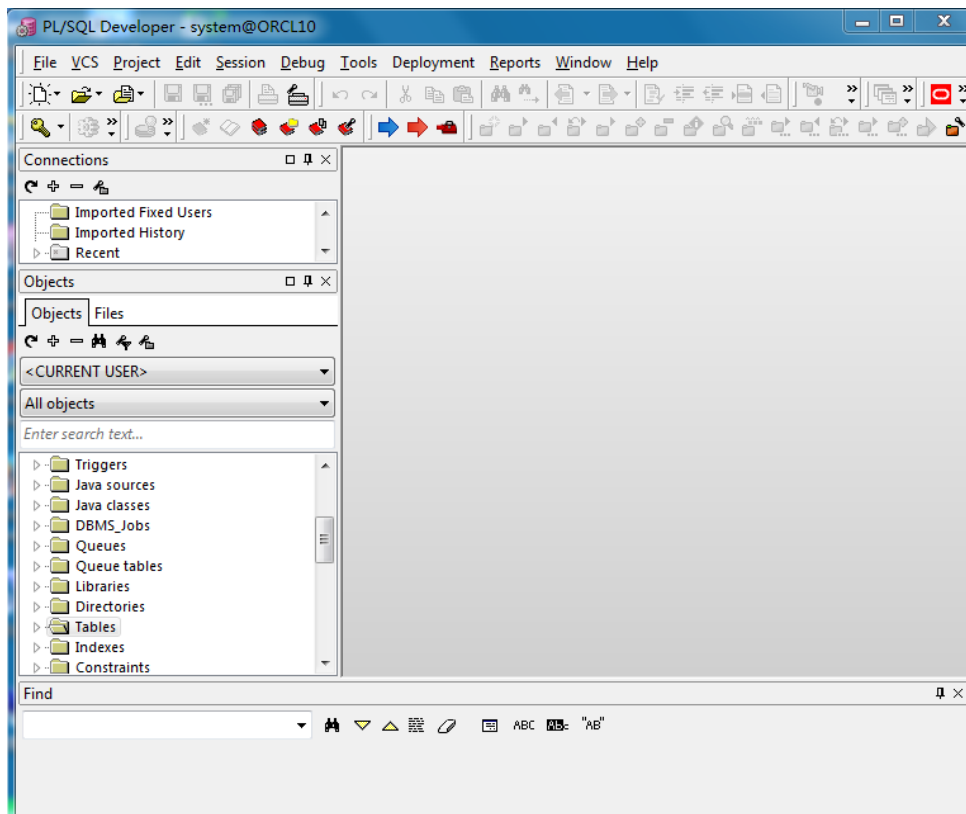 PL/SQL Developer - system@ORCL10
File VCS Project Edit Session Debug Tools Deployment Reports Window Help
Connections
Imported Fixed Users
Imported History
Recent
Objects
Objects Files
<CURRENT USER>
All objects
Enter search text...
Triggers
Java sources
Java classes
DBMS_Jobs
Queues
Queue tables
Libraries
Directories
Tables
Indexes
Constraints
Find
ABC ABc "AB"